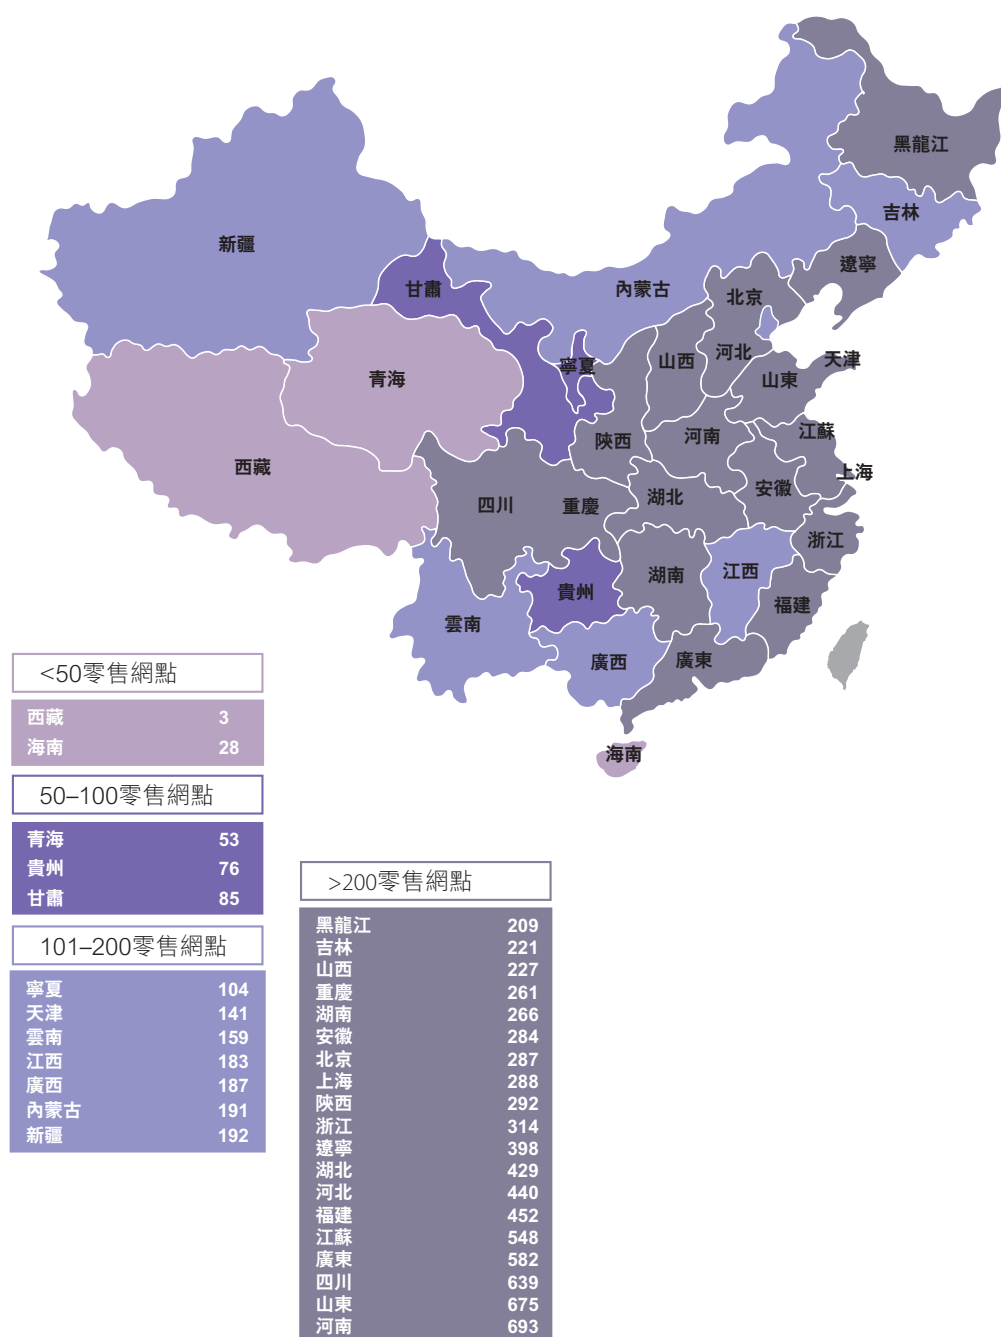 黑龍江
吉林
新疆
遼寧
甘肅
內蒙古
北京
河北
天津
寧夏
山西
青海
山東
陝西
河南
江蘇
西藏
上海
安徽
湖北
四川
重慶
浙江
湖南
江西
貴州
福建
雲南
廣西
廣東
海南
<50零售網點
西藏 3
海南 28
50–100零售網點
青海 53
貴州 76
甘肅 85
101–200零售網點
寧夏 104
天津 141
雲南 159
江西 183
廣西 187
內蒙古 191
新疆 192
>200零售網點
黑龍江 209
吉林 221
山西 227
重慶 261
湖南 266
安徽 284
北京 287
上海 288
陝西 292
浙江 314
遼寧 398
湖北 429
河北 440
福建 452
江蘇 548
廣東 582
四川 639
山東 675
河南 693